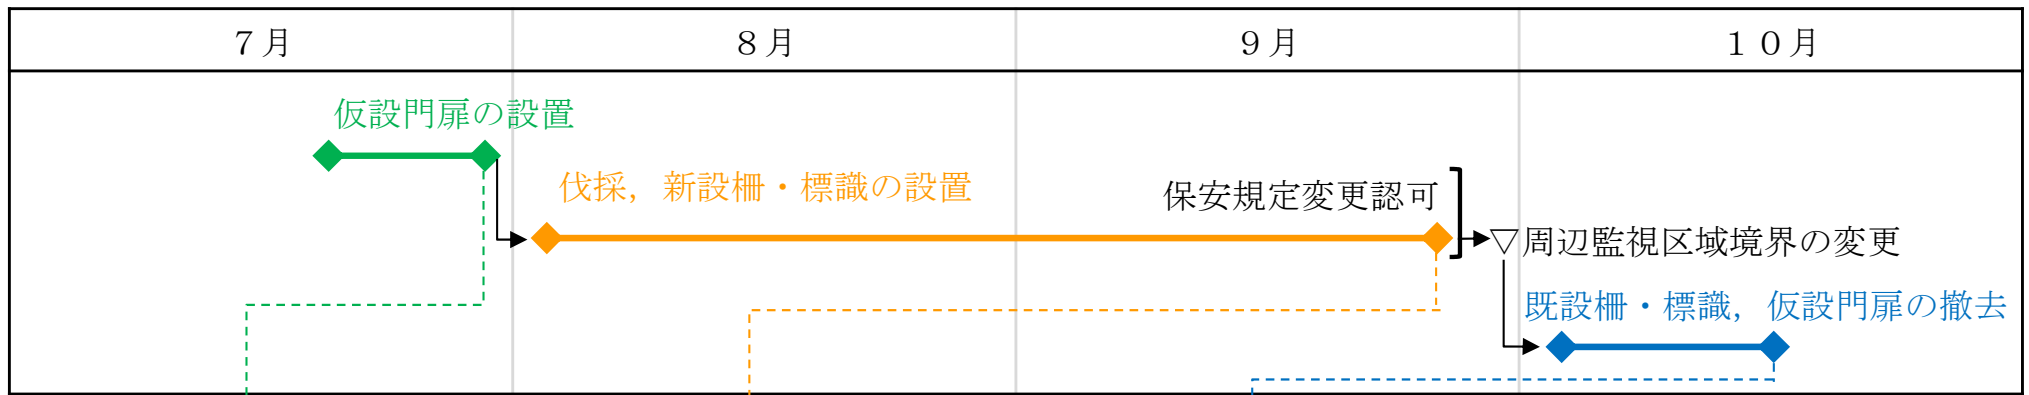 ７月
８月
９月
１０月
仮設門扉の設置
伐採，新設柵・標識の設置
保安規定変更認可
▽周辺監視区域境界の変更
既設柵・標識，仮設門扉の撤去